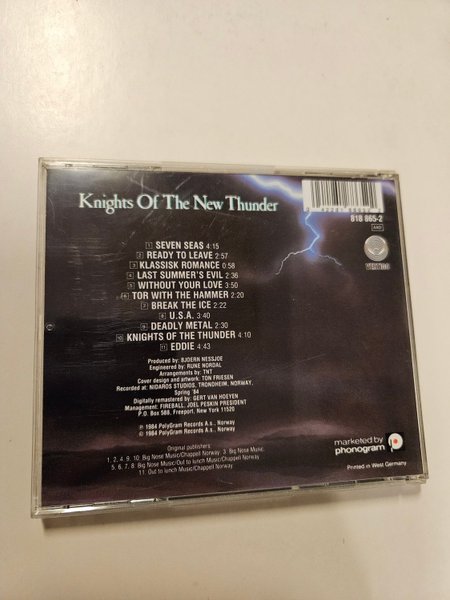 Knights Of The New Thunder
818 865-2
VERTIGO
1 SEVEN SEAS 4:15
2 READY TO LEAVE 2:57
3 KLASSISK ROMANCE 0:58
4 LAST SUMMER'S EVIL 2:35
5 WITHOUT YOUR LOVE 3:50
6 TOR WITH THE HAMMER 2:20
7 BREAK THE ICE 2:22
8 U.S.A. 3:40
9 DEADLY METAL 2:30
10 KNIGHTS OF THE THUNDER 4:10
11 EDDIE 4:43
Produced by: BJOERN NESSJOE
Engineered by: RUNE NORDAL
Arrangements by: TNT
Cover design and artwork: TON FRIESEN
Recorded at: NIDAROS STUDIOS, TRONDHEIM, NORWAY,
Spring '84
Digitally remastered by: GERT VAN HOEYEN
Management: FIREBALL, JOEL PESKIN PRESIDENT
P.O. Box 588, Freeport, New York 11520
℗ 1984 PolyGram Records A.s., Norway
© 1984 PolyGram Records A.s., Norway
Original publishers:
1, 2, 4, 9, 10: Big Nose Music/Chappell Norway 3: Big Nose Music.
5, 6, 7, 8: Big Nose Music/Out to lunch Music/Chappell Norway
11: Out to lunch Music/Chappell Norway
marketed by
phonogram
Printed in West Germany